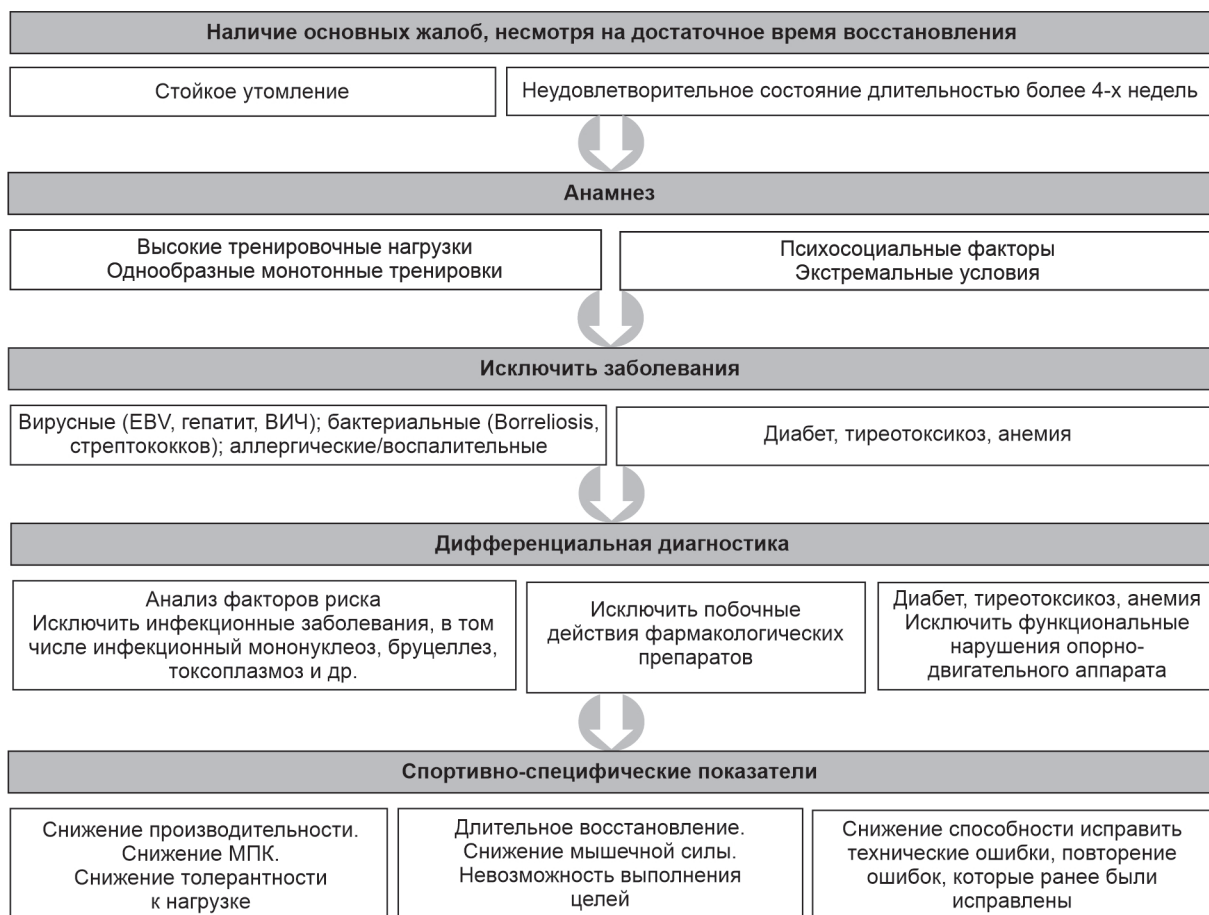 Наличие основных жалоб, несмотря на достаточное время восстановления
Стойкое утомление
Неудовлетворительное состояние длительностью более 4-х недель
Анамнез
Высокие тренировочные нагрузки
Однообразные монотонные тренировки
Психосоциальные факторы
Экстремальные условия
Исключить заболевания
Вирусные (EBV, гепатит, ВИЧ); бактериальные (Borreliosis,
стрептококков); аллергические/воспалительные
Диабет, тиреотоксикоз, анемия
Дифференциальная диагностика
Анализ факторов риска
Исключить инфекционные заболевания, в том
числе инфекционный мононуклеоз, бруцеллез,
токсоплазмоз и др.
Исключить побочные
действия фармакологических
препаратов
Диабет, тиреотоксикоз, анемия
Исключить функциональные
нарушения опорно-
двигательного аппарата
Спортивно-специфические показатели
Снижение производительности.
Снижение МПК.
Снижение толерантности
к нагрузке
Длительное восстановление.
Снижение мышечной силы.
Невозможность выполнения
целей
Снижение способности исправить
технические ошибки, повторение
ошибок, которые ранее были
исправлены